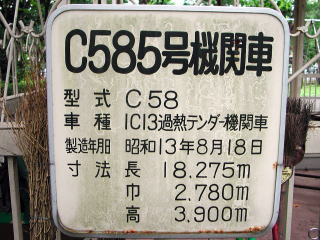 C585号機関車
型式 C58
車種 1C13過熱テンダー機関車
製造年月日 昭和13年8月18日
寸法 長 18.275m
巾 2.780m
高 3.900m